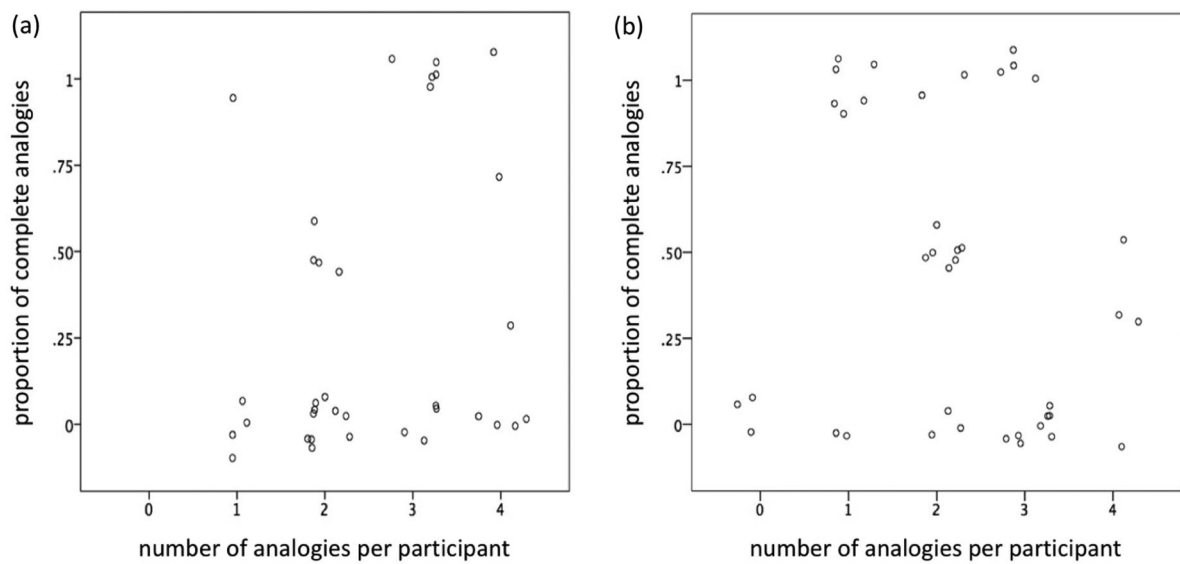 (a)
proportion of complete analogies
1
.75
.50
.25
0
0 1 2 3 4
number of analogies per participant
(b)
proportion of complete analogies
1
.75
.50
.25
0
0 1 2 3 4
number of analogies per participant